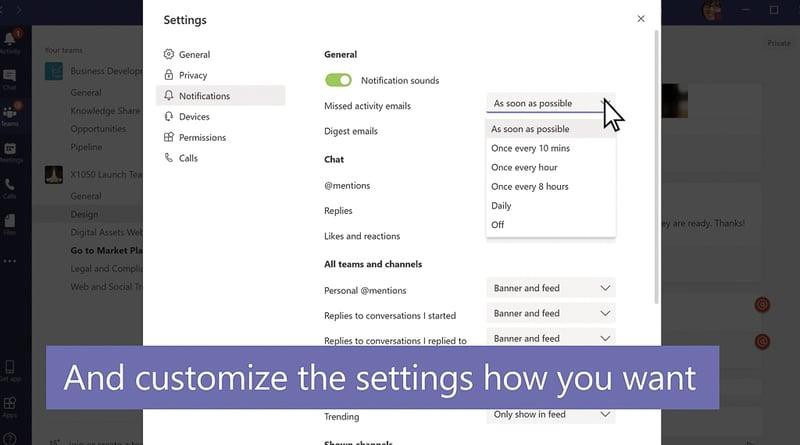 Settings
General
Privacy
Notifications
Devices
Permissions
Calls
General
Notification sounds
Missed activity emails
As soon as possible
Digest emails
As soon as possible
Once every 10 mins
Once every hour
Once every 8 hours
Daily
Off
Chat
@mentions
Replies
Likes and reactions
All teams and channels
Personal @mentions
Banner and feed
Replies to conversations I started
Banner and feed
Replies to conversations I replied to
Banner and feed
And customize the settings how you want
Trending
Only show in feed
Activity
Chat
Teams
Meetings
Calls
Files
Get app
Apps
Your teams
Business Developm
General
Knowledge Share
Opportunities
Pipeline
X1050 Launch Team
General
Design
Digital Assets Web
Go to Market Pla
Legal and Complia
Web and Social Tr
Private
ey are ready. Thanks!